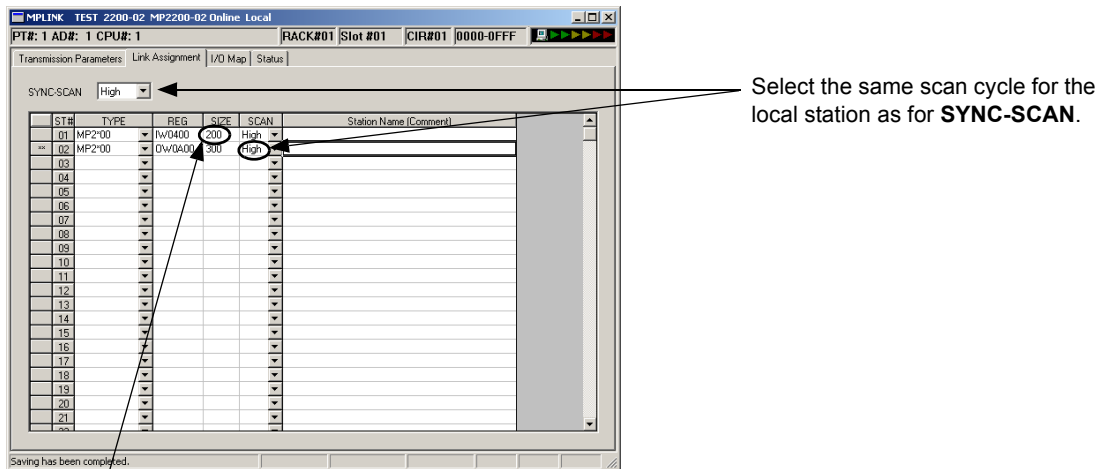 MPLINK TEST 2200-02 MP2200-02 Online Local
PT#: 1 AD#: 1 CPU#: 1 RACK#01 Slot #01 CIR#01 0000-0FFF
Transmission Parameters Link Assignment I/O Map Status
SYNC-SCAN High
ST# TYPE REG SIZE SCAN Station Name (Comment)
01 MP2*00 IW0400 200 High
** 02 MP2*00 OW0A00 300 High
03
04
05
06
07
08
09
10
11
12
13
14
15
16
17
18
19
20
21
Saving has been completed.
Select the same scan cycle for the
local station as for SYNC-SCAN.